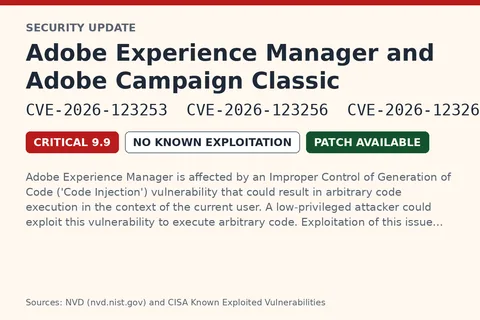 SECURITY UPDATE
Adobe Experience Manager and
Adobe Campaign Classic
CVE-2026-123253 CVE-2026-123256 CVE-2026-12326
CRITICAL 9.9 NO KNOWN EXPLOITATION PATCH AVAILABLE
Adobe Experience Manager is affected by an Improper Control of Generation of
Code ('Code Injection') vulnerability that could result in arbitrary code
execution in the context of the current user. A low-privileged attacker could
exploit this vulnerability to execute arbitrary code. Exploitation of this issue...
Sources: NVD (nvd.nist.gov) and CISA Known Exploited Vulnerabilities